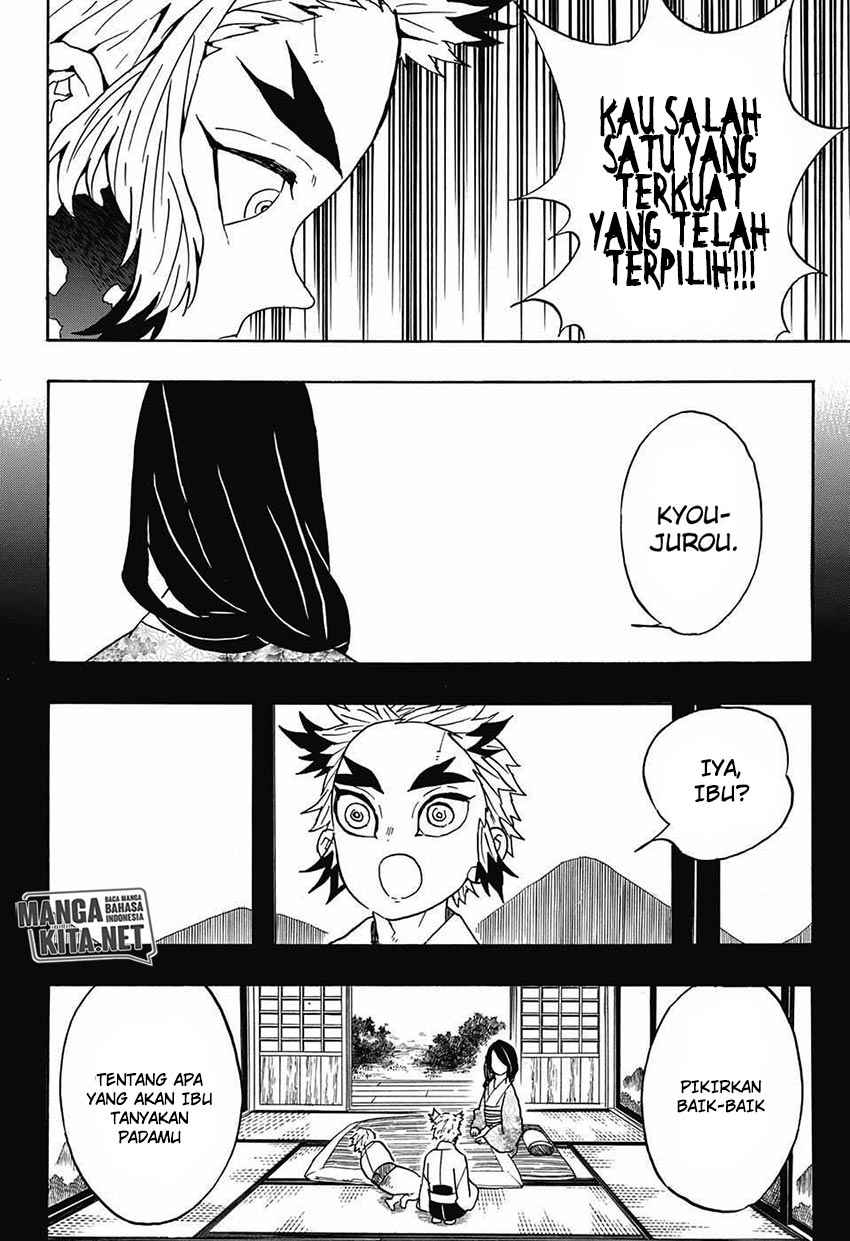 KAU SALAH
SATU YANG
TERKUAT
YANG TELAH
TERPILIH!!!
KYOU-
JUROU.
IYA,
IBU?
MANGA
KITA.NET
BACA MANGA
BAHASA
INDONESIA
PIKIRKAN
BAIK-BAIK
TENTANG APA
YANG AKAN IBU
TANYAKAN
PADAMU